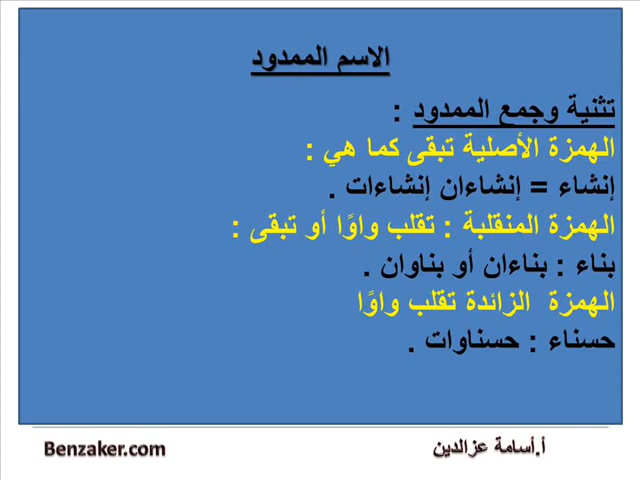 الاسم الممدود
تثنية وجمع الممدود :
الهمزة الأصلية تبقى كما هي :
إنشاء = إنشاءان إنشاءات .
الهمزة المنقلبة : تقلب واوًا أو تبقى :
بناء : بناءان أو بناوان .
الهمزة الزائدة تقلب واوًا
حسناء : حسناوات .
أ.أسامة عزالدين
Benzaker.com